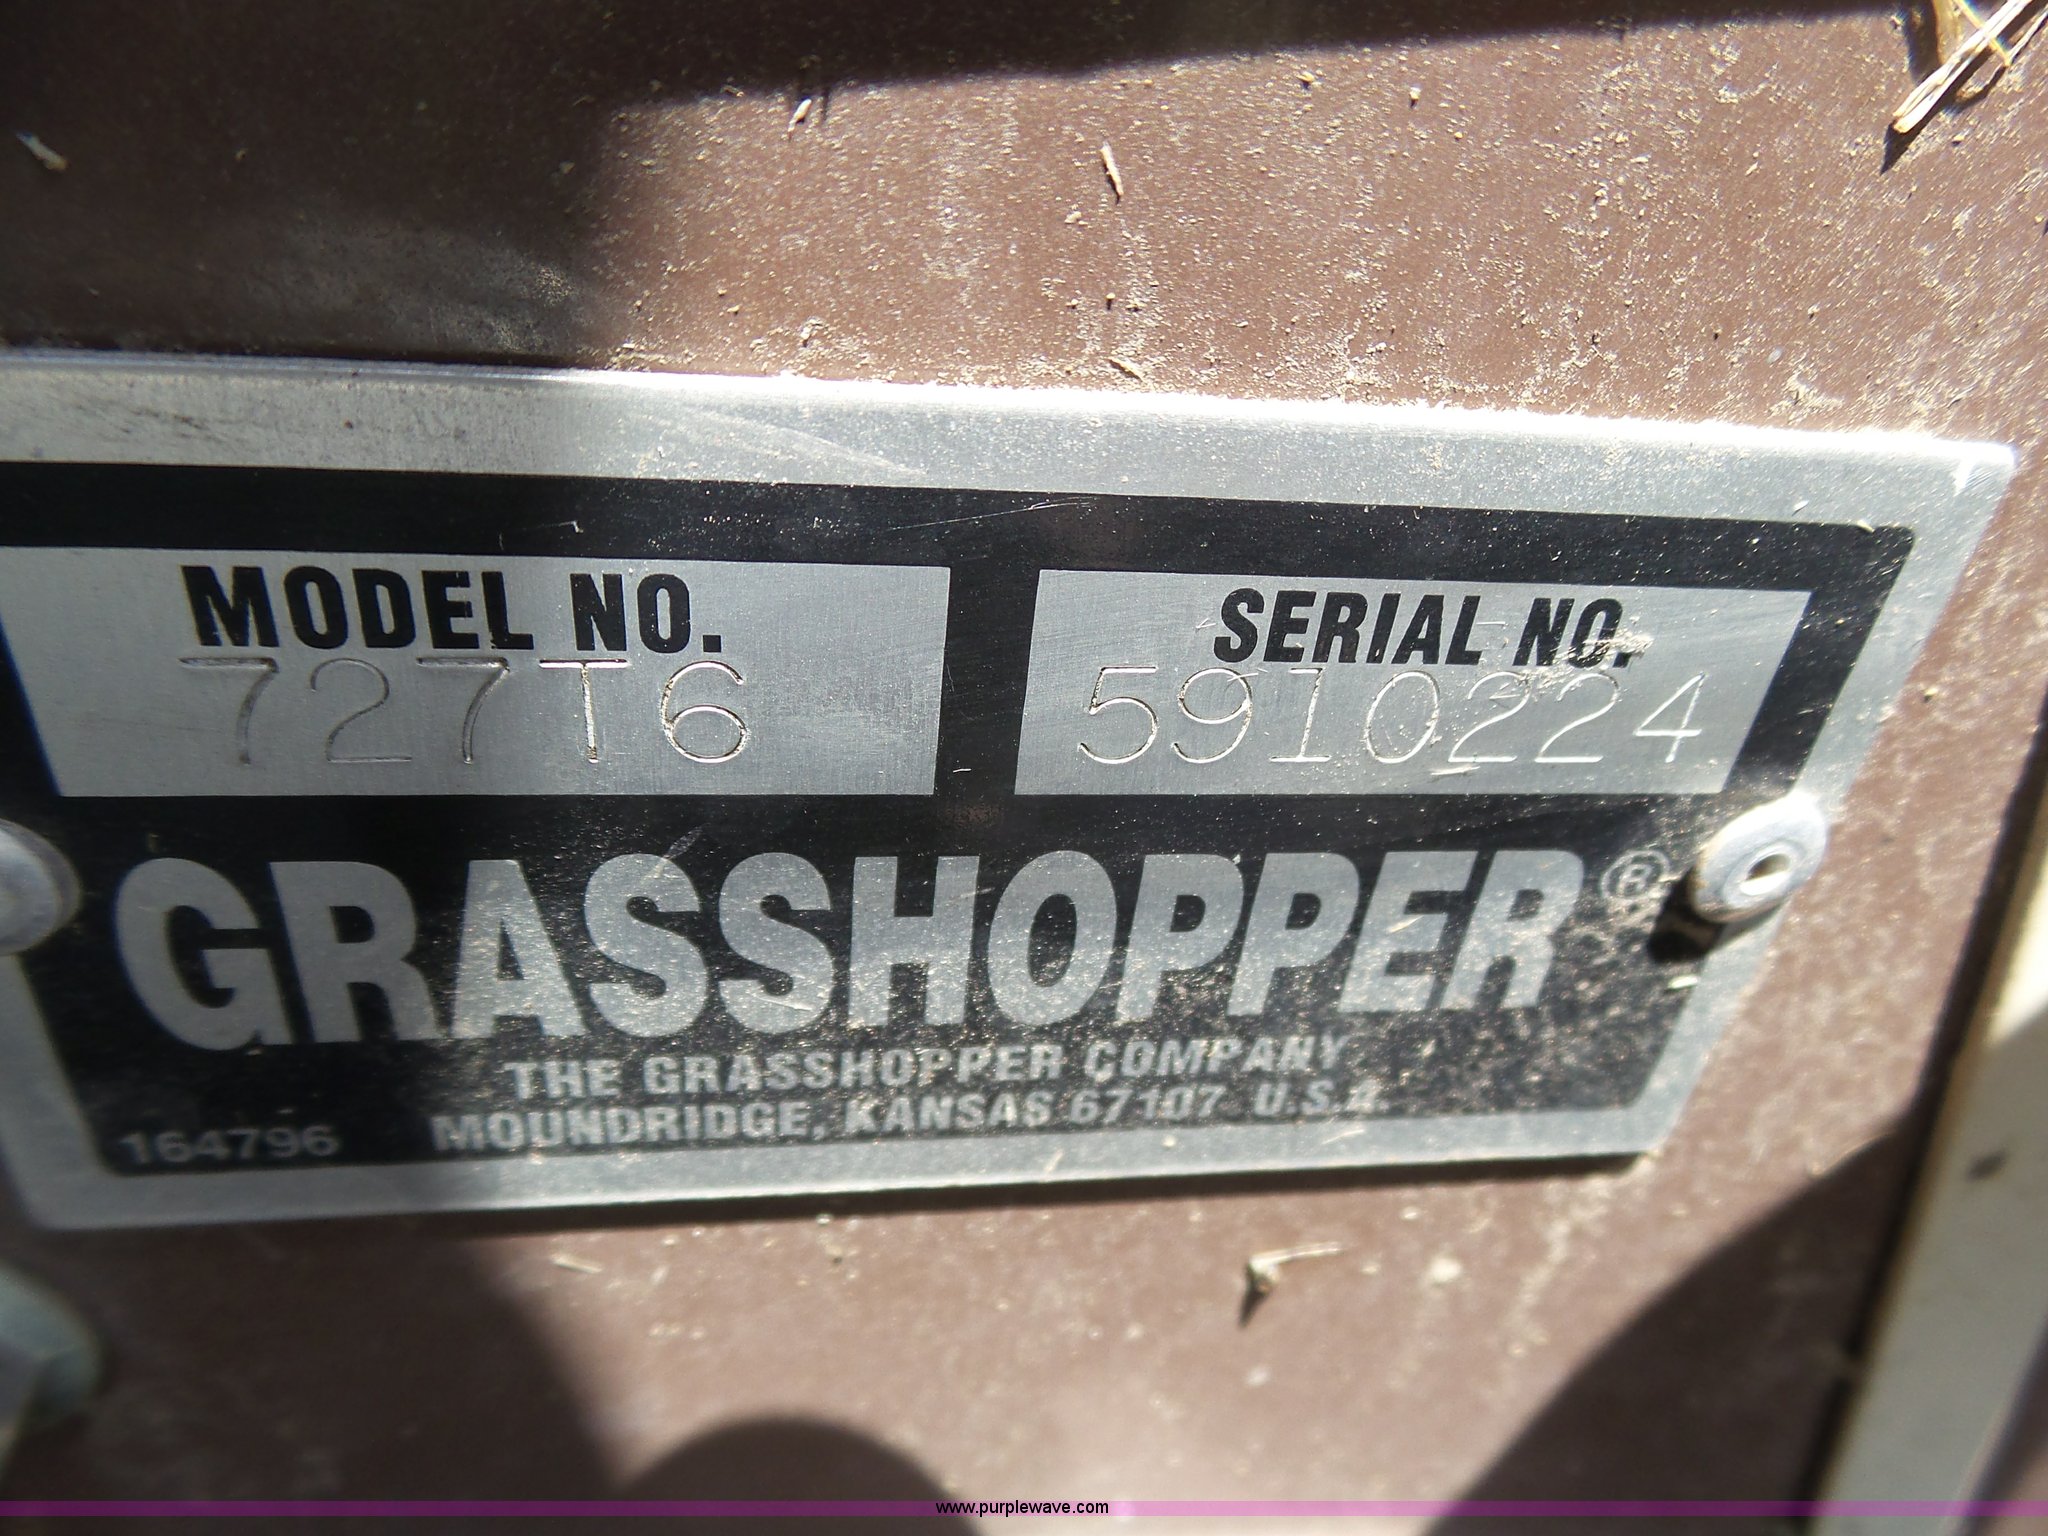 MODEL NO. SERIAL NO.
727T6 5910224
GRASSHOPPER®
THE GRASSHOPPER COMPANY
MOUNDRIDGE, KANSAS 67107 U.S.A.
164796
www.purplewave.com